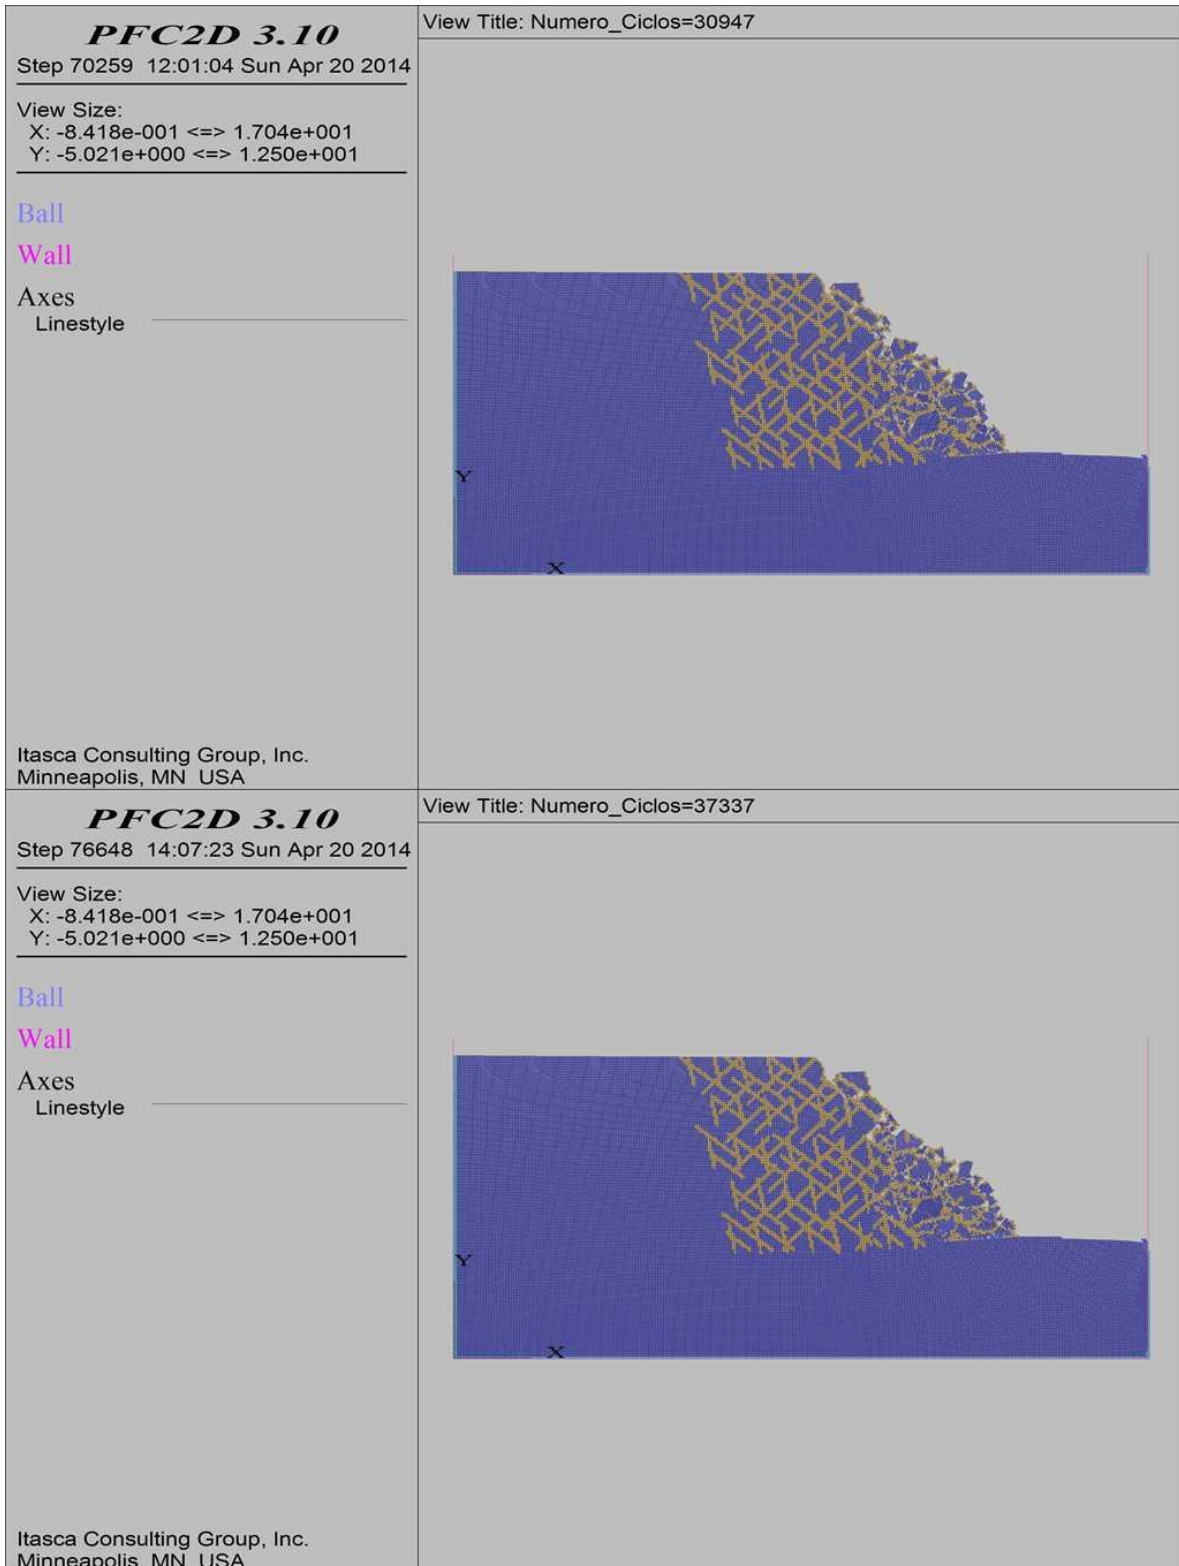 PFC2D 3.10
Step 70259 12:01:04 Sun Apr 20 2014
View Size:
X: -8.418e-001 <=> 1.704e+001
Y: -5.021e+000 <=> 1.250e+001
Ball
Wall
Axes
Linestyle
Itasca Consulting Group, Inc.
Minneapolis, MN USA
View Title: Numero_Ciclos=30947
Y
X
PFC2D 3.10
Step 76648 14:07:23 Sun Apr 20 2014
View Size:
X: -8.418e-001 <=> 1.704e+001
Y: -5.021e+000 <=> 1.250e+001
Ball
Wall
Axes
Linestyle
Itasca Consulting Group, Inc.
Minneapolis, MN USA
View Title: Numero_Ciclos=37337
Y
X